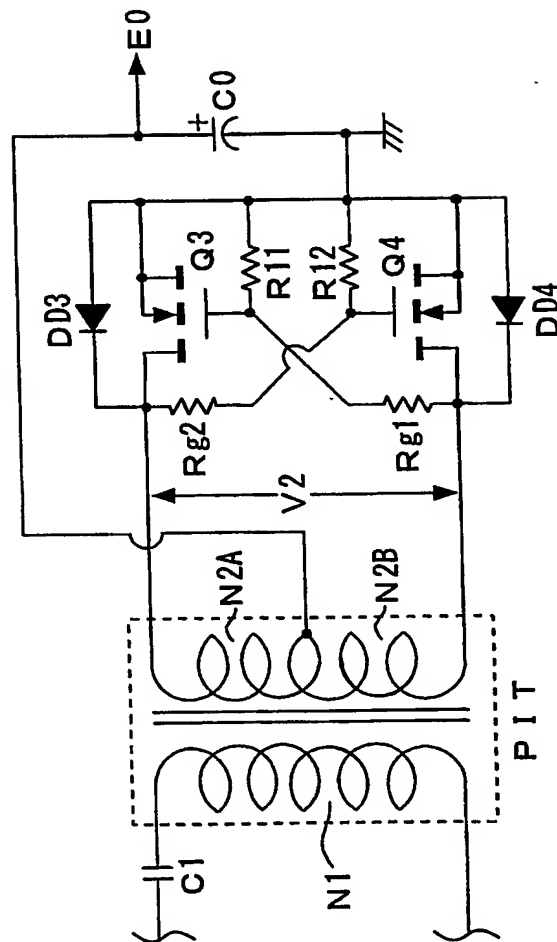 E0
+
C0
DD3
Q3
R11
R12
Q4
DD4
Rg2
Rg1
V2
N2A
N2B
PIT
C1
N1